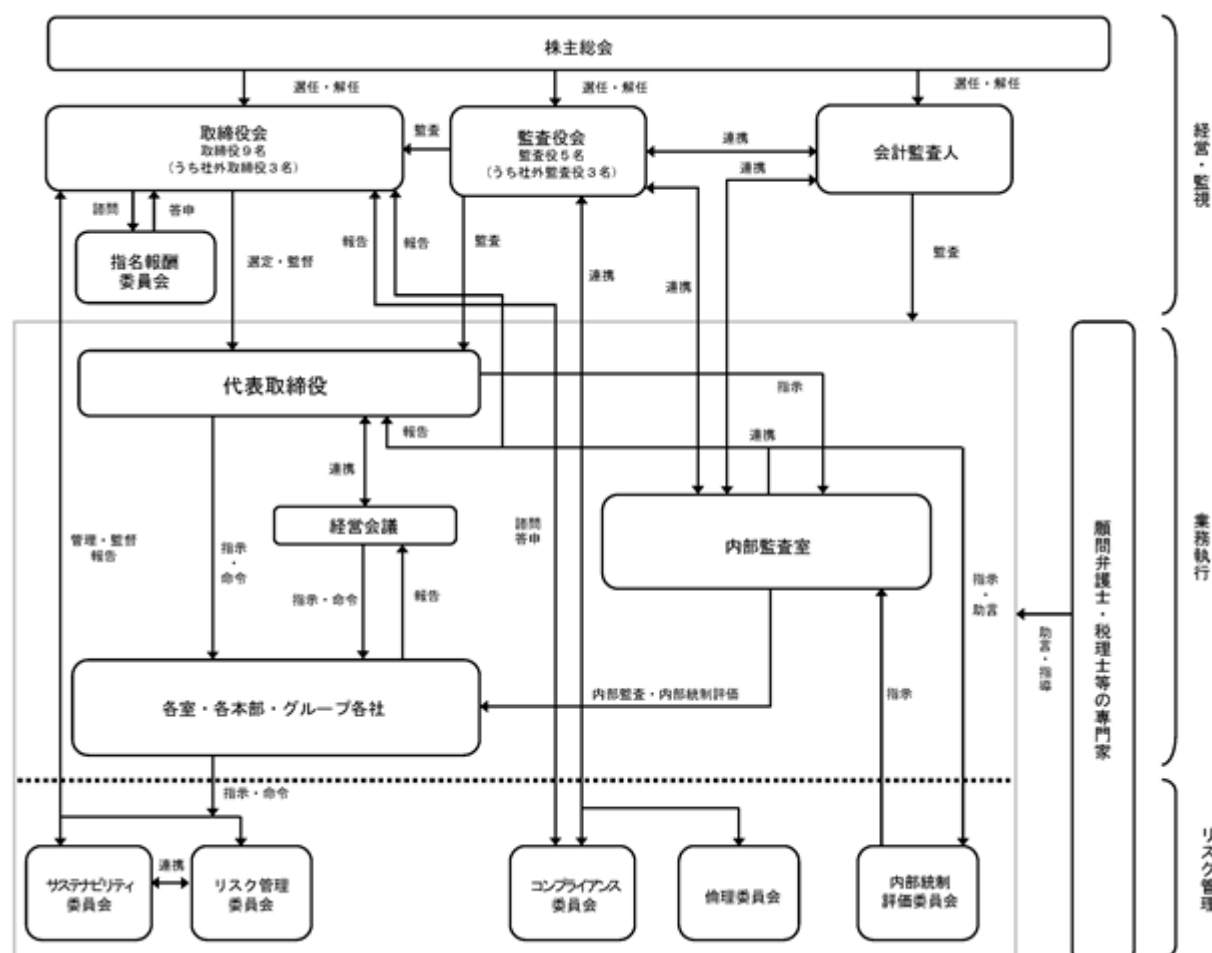 株主総会
選任・解任
選任・解任
選任・解任
取締役会
取締役9名
(うち社外取締役3名)
監査
監査役会
監査役5名
(うち社外監査役3名)
連携
連携
会計監査人
経営・監視
諮問
答申
指名報酬
委員会
選定・監督
報告
報告
監査
連携
連携
監査
代表取締役
指示
報告
連携
連携
経営会議
内部監査室
管理・監督
報告
指示
・
命令
指示・命令
報告
諮問
答申
指示
・
助言
助言・指導
顧問弁護士・税理士等の専門家
業務執行
各室・各本部・グループ各社
内部監査・内部統制評価
指示
指示・命令
サステナビリティ
委員会
連携
リスク管理
委員会
コンプライアンス
委員会
倫理委員会
内部統制
評価委員会
リスク管理